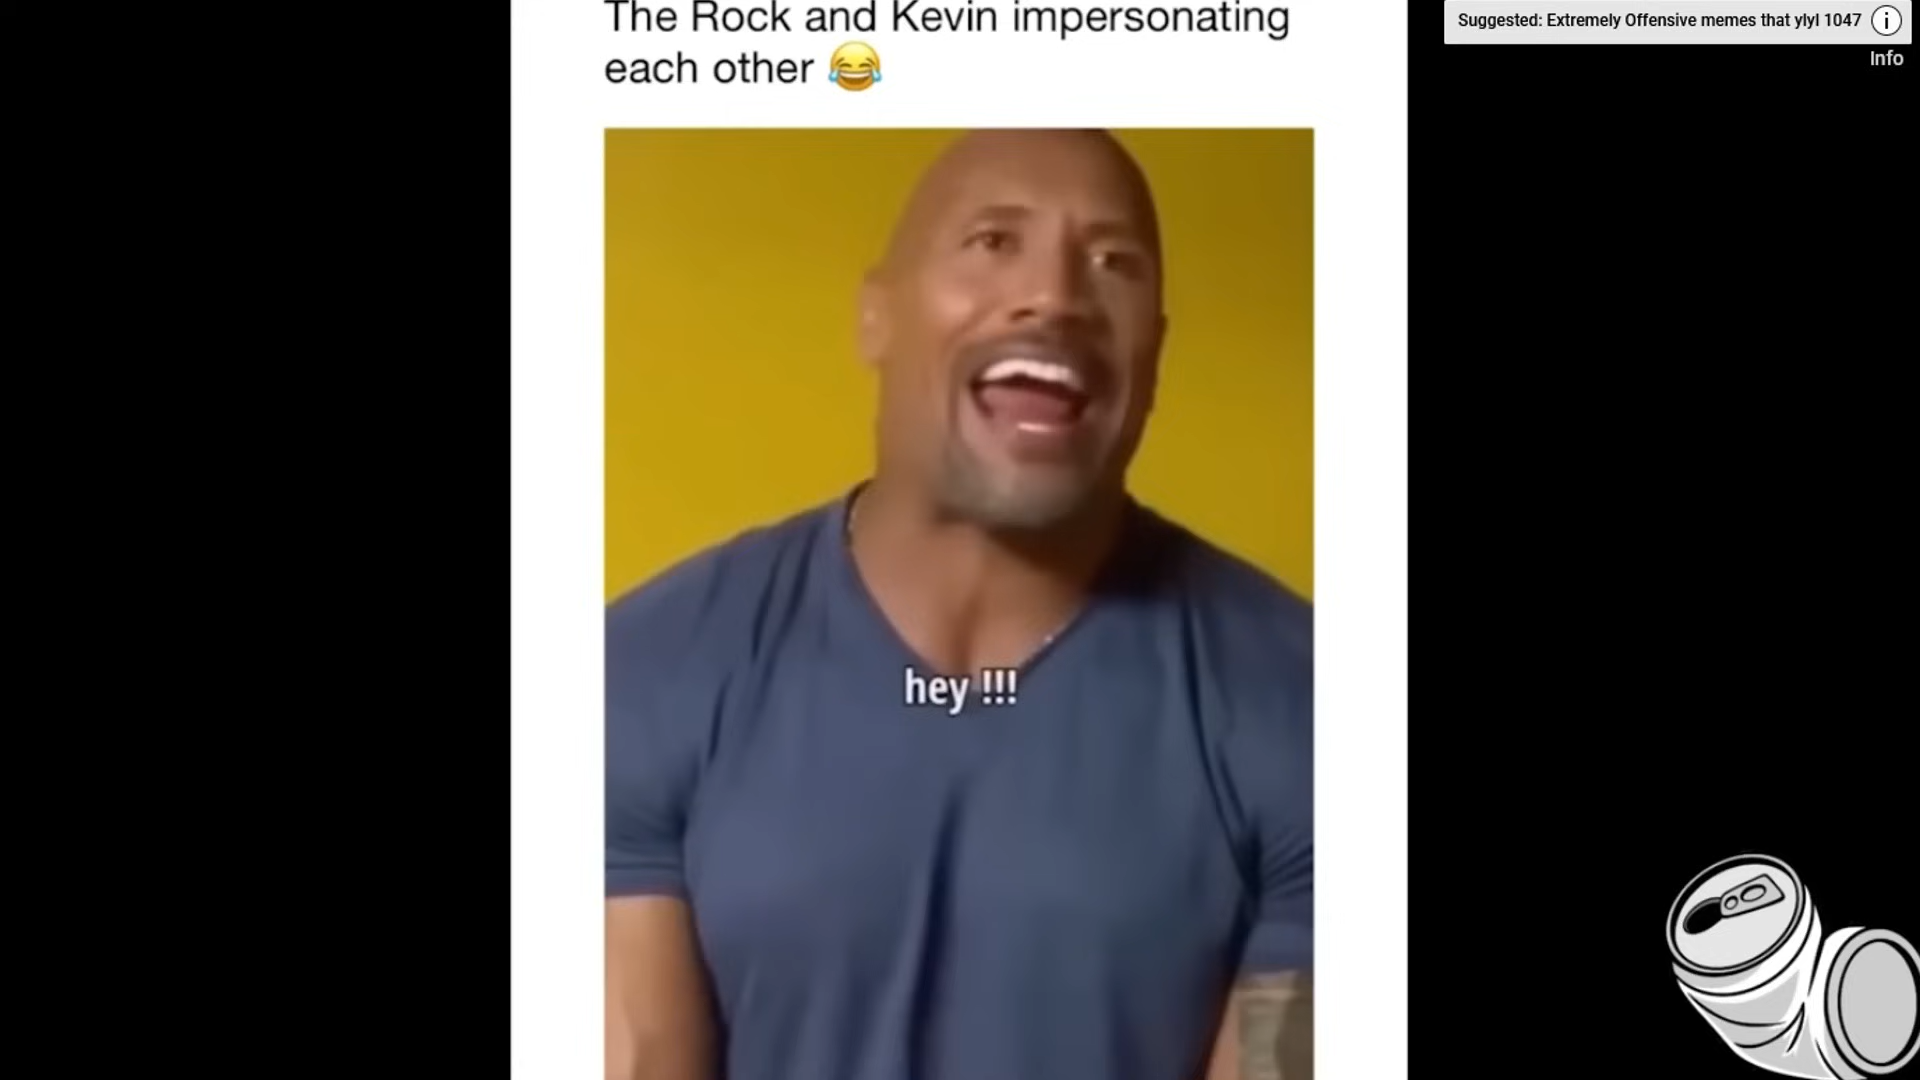 The Rock and Kevin impersonating
each other 😂
Suggested: Extremely Offensive memes that ylyl 1047
i
Info
hey !!!